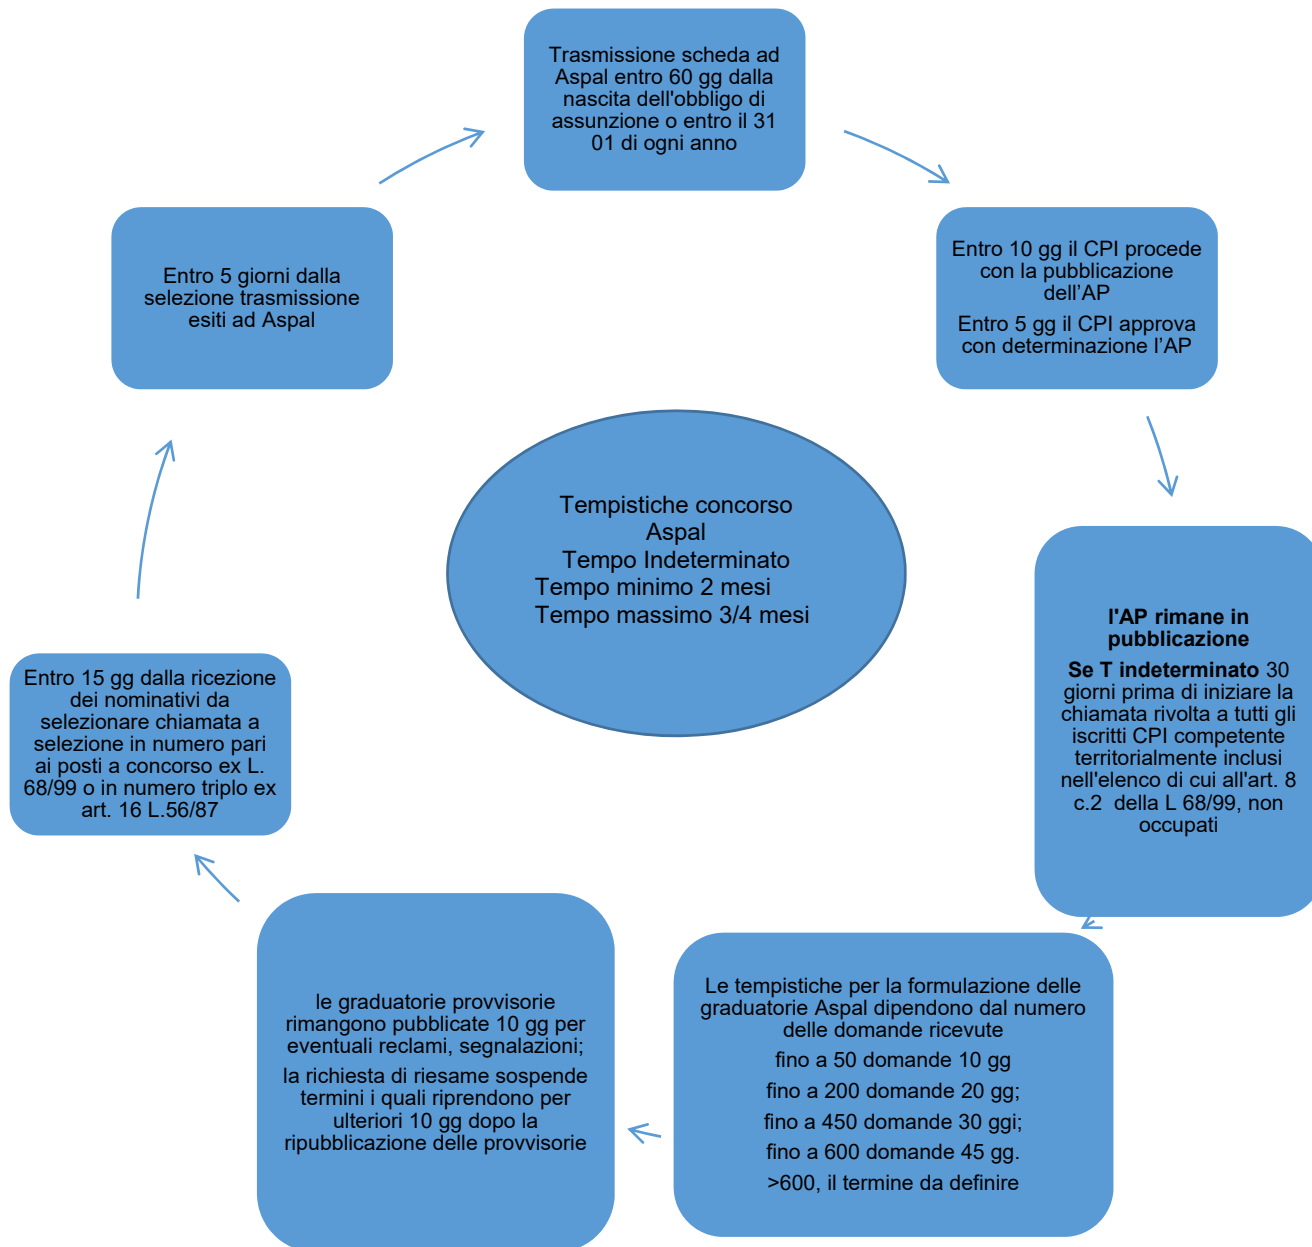 Trasmissione scheda ad
Aspal entro 60 gg dalla
nascita dell'obbligo di
assunzione o entro il 31
01 di ogni anno
Entro 10 gg il CPI procede
con la pubblicazione
dell’AP
Entro 5 gg il CPI approva
con determinazione l’AP
l'AP rimane in
pubblicazione
Se T indeterminato 30
giorni prima di iniziare la
chiamata rivolta a tutti gli
iscritti CPI competente
territorialmente inclusi
nell'elenco di cui all'art. 8
c.2 della L 68/99, non
occupati
Le tempistiche per la formulazione delle
graduatorie Aspal dipendono dal numero
delle domande ricevute
fino a 50 domande 10 gg
fino a 200 domande 20 gg;
fino a 450 domande 30 ggi;
fino a 600 domande 45 gg.
>600, il termine da definire
le graduatorie provvisorie
rimangono pubblicate 10 gg per
eventuali reclami, segnalazioni;
la richiesta di riesame sospende
termini i quali riprendono per
ulteriori 10 gg dopo la
ripubblicazione delle provvisorie
Entro 15 gg dalla ricezione
dei nominativi da
selezionare chiamata a
selezione in numero pari
ai posti a concorso ex L.
68/99 o in numero triplo ex
art. 16 L.56/87
Entro 5 giorni dalla
selezione trasmissione
esiti ad Aspal
Tempistiche concorso
Aspal
Tempo Indeterminato
Tempo minimo 2 mesi
Tempo massimo 3/4 mesi